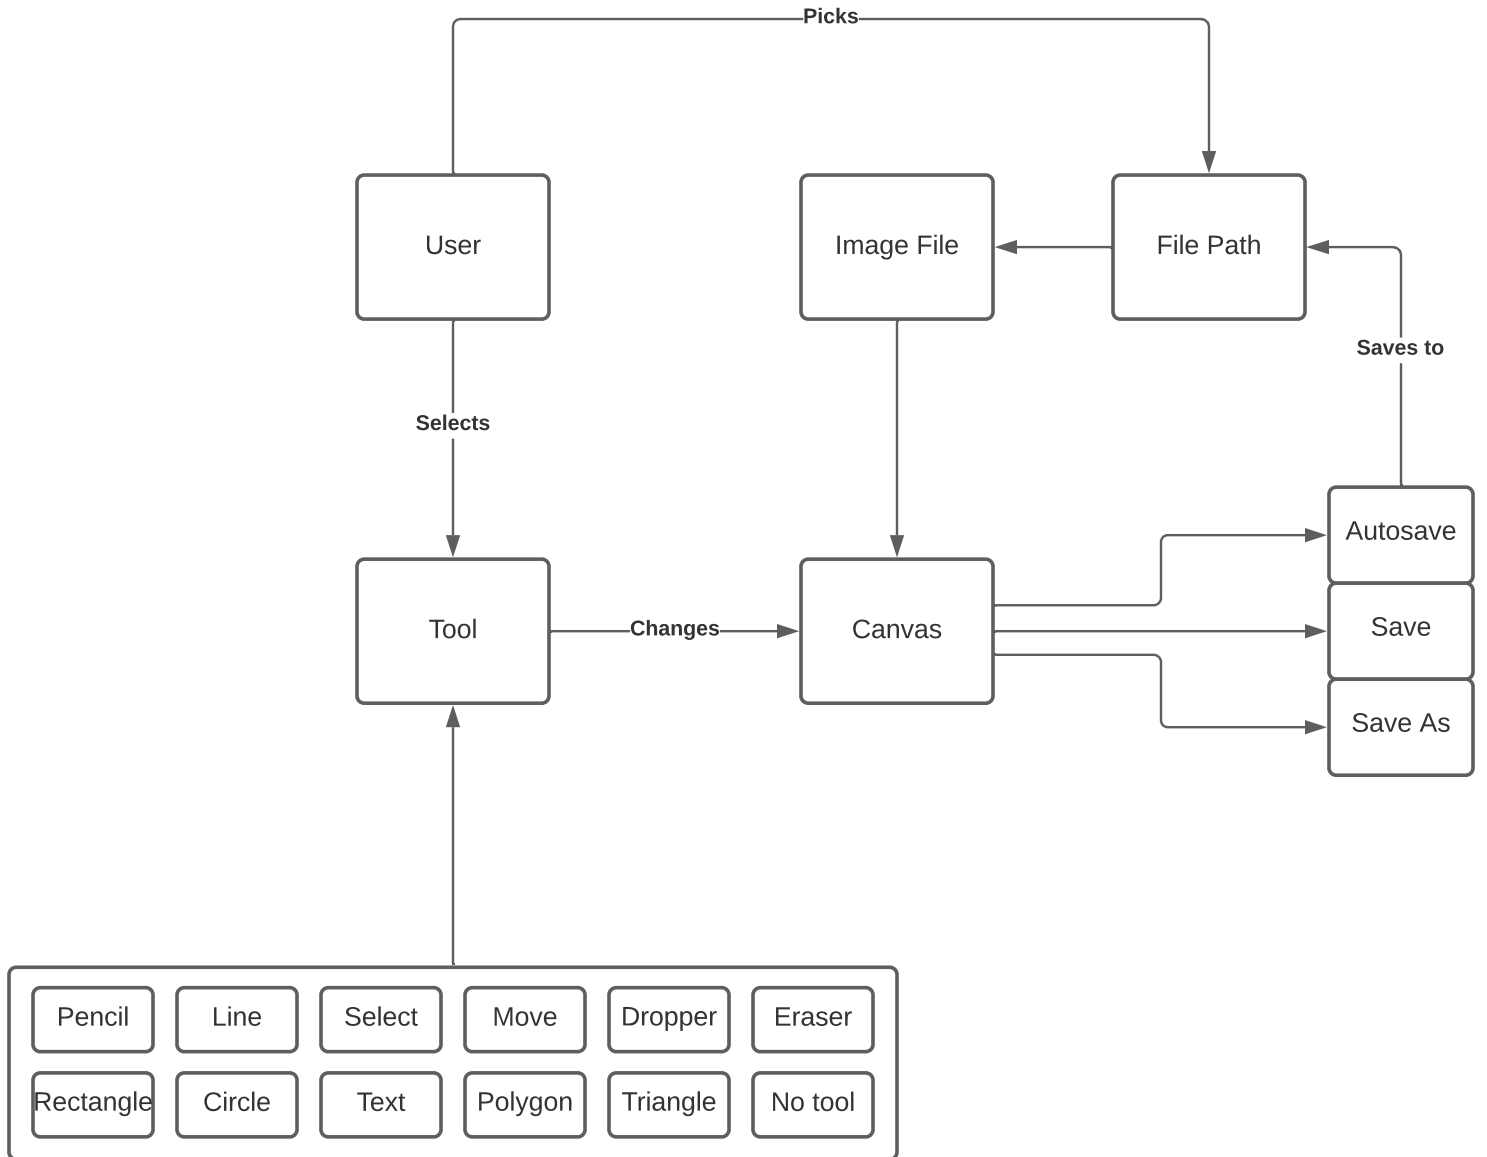 Picks
User
Image File
File Path
Saves to
Selects
Autosave
Tool
Changes
Canvas
Save
Save As
Pencil
Line
Select
Move
Dropper
Eraser
Rectangle
Circle
Text
Polygon
Triangle
No tool